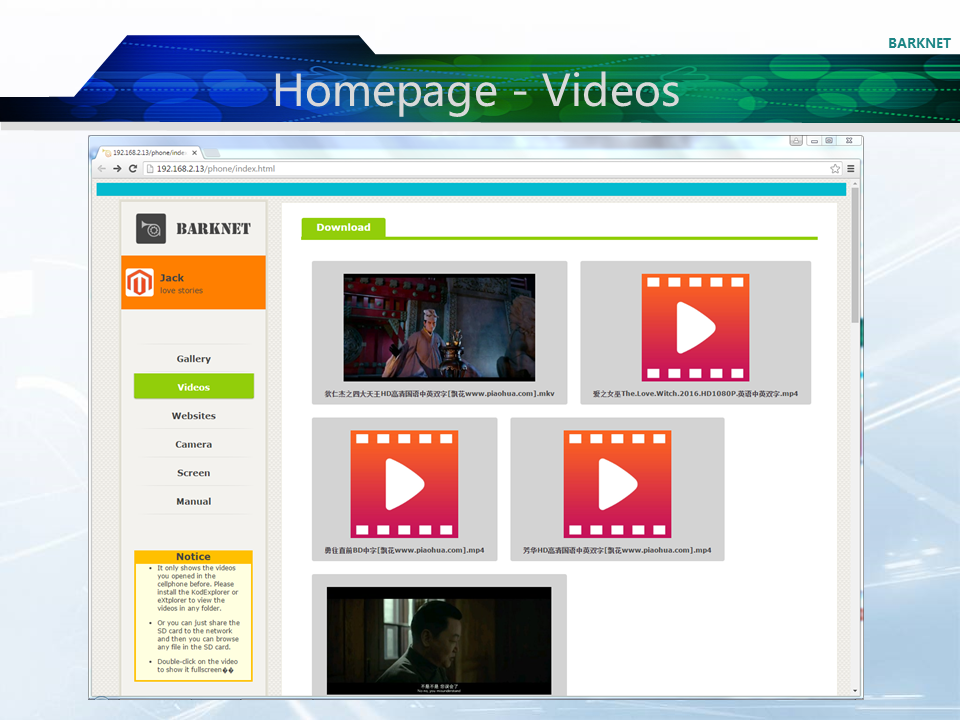 BARKNET
Homepage - Videos
192.168.2.13/phone/inde
192.168.2.13/phone/index.html
BARKNET
Jack
love stories
Gallery
Videos
Websites
Camera
Screen
Manual
Notice
• It only shows the videos
you opened in the
cellphone before. Please
install the KodExplorer or
eXtplorer to view the
videos in any folder.
• Or you can just share the
SD card to the network
and then you can browse
any file in the SD card.
• Double-click on the video
to show it fullscreen��
Download
狄仁杰之四大天王HD高清国语中英双字[飘花www.piaohua.com].mkv
爱之女巫The.Love.Witch.2016.HD1080P.英语中英双字.mp4
勇往直前BD中字[飘花www.piaohua.com].mp4
芳华HD高清国语中英双字[飘花www.piaohua.com].mp4